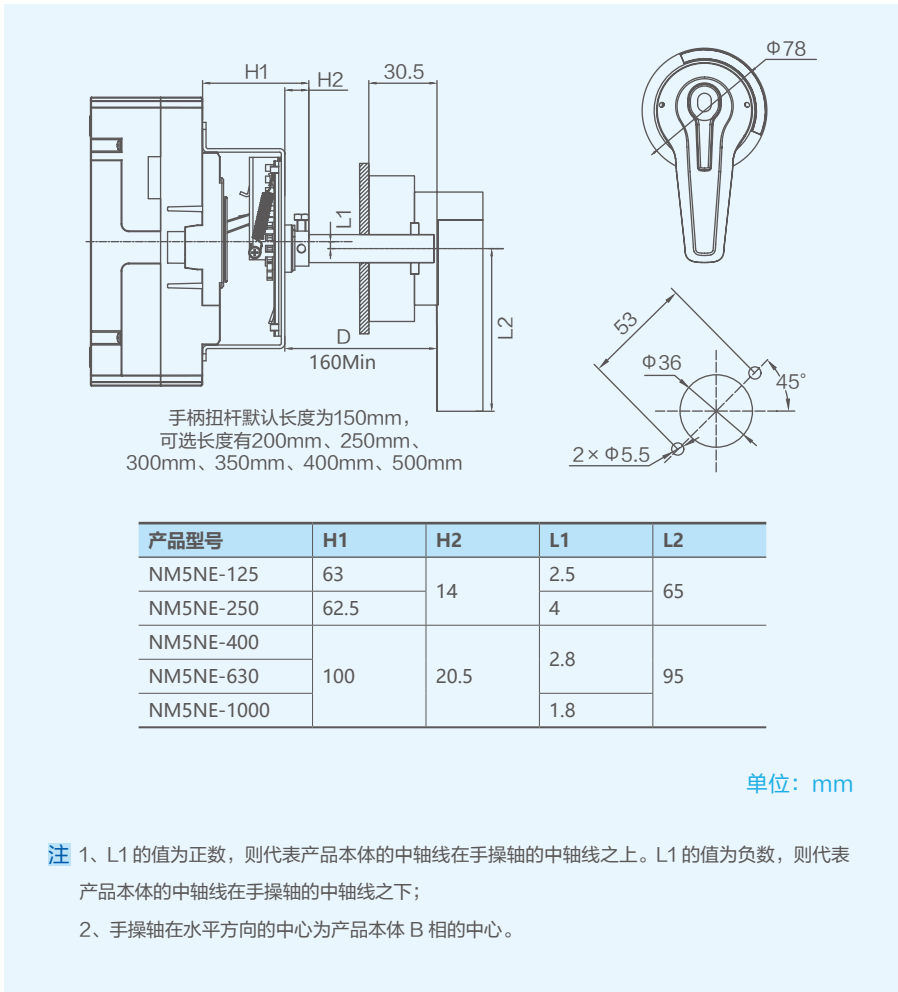 H1
H2
30.5
Φ78
L1
L2
D
160Min
53
Φ36
45°
2×Φ5.5
手柄扭杆默认长度为150mm，
可选长度有200mm、250mm、
300mm、350mm、400mm、500mm
产品型号 H1 H2 L1 L2
NM5NE-125 63 14 2.5 65
NM5NE-250 62.5 4
NM5NE-400 100 20.5 2.8 95
NM5NE-630
NM5NE-1000 1.8
单位：mm
注 1、L1 的值为正数，则代表产品本体的中轴线在手操轴的中轴线之上。L1 的值为负数，则代表
产品本体的中轴线在手操轴的中轴线之下；
2、手操轴在水平方向的中心为产品本体 B 相的中心。